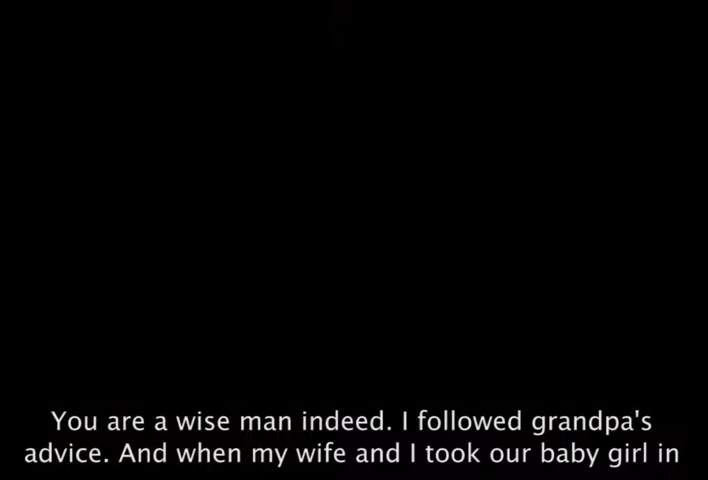 You are a wise man indeed. I followed grandpa's
advice. And when my wife and I took our baby girl in